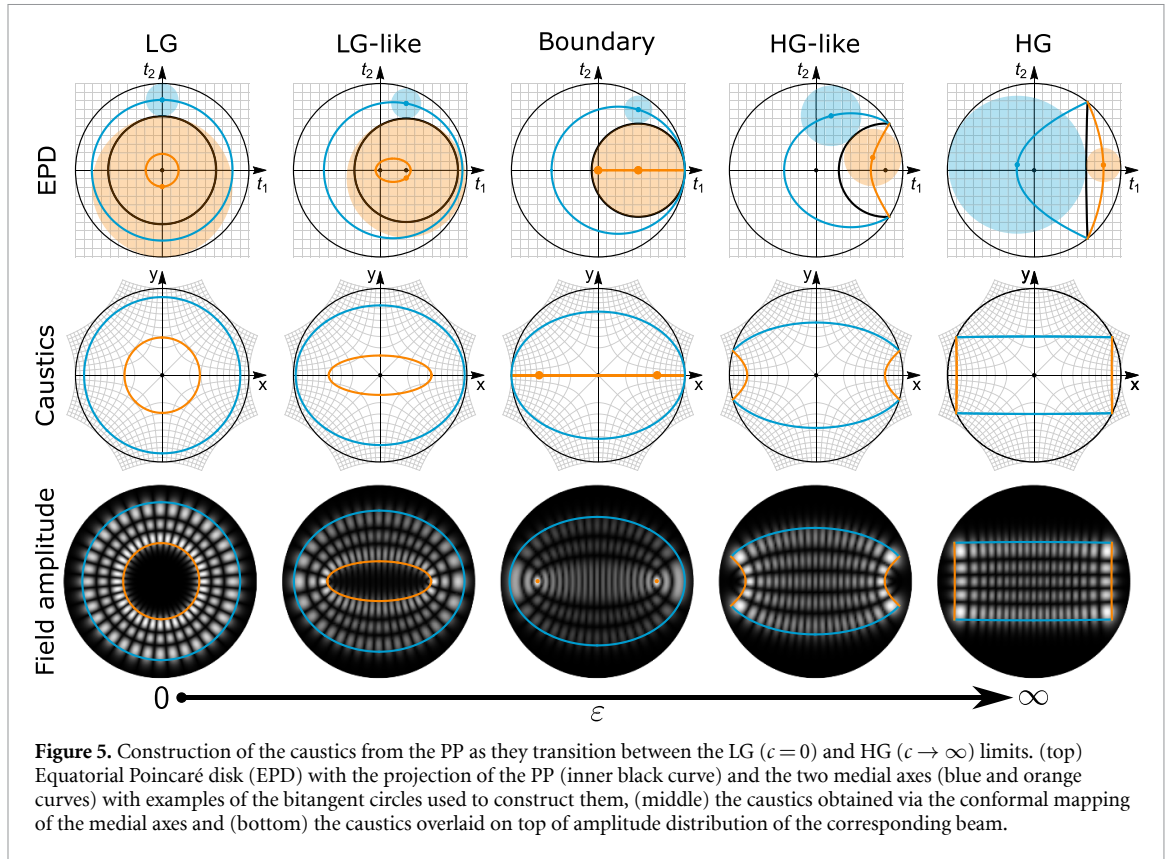 LG LG-like Boundary HG-like HG
t2 t2 t2 t2 t2
EPD
t1 t1 t1 t1 t1
y y y y y
Caustics
x x x x x
Field amplitude
0 ∞
ε
Figure 5. Construction of the caustics from the PP as they transition between the LG (c = 0) and HG (c → ∞) limits. (top)
Equatorial Poincaré disk (EPD) with the projection of the PP (inner black curve) and the two medial axes (blue and orange
curves) with examples of the bitangent circles used to construct them, (middle) the caustics obtained via the conformal mapping
of the medial axes and (bottom) the caustics overlaid on top of amplitude distribution of the corresponding beam.